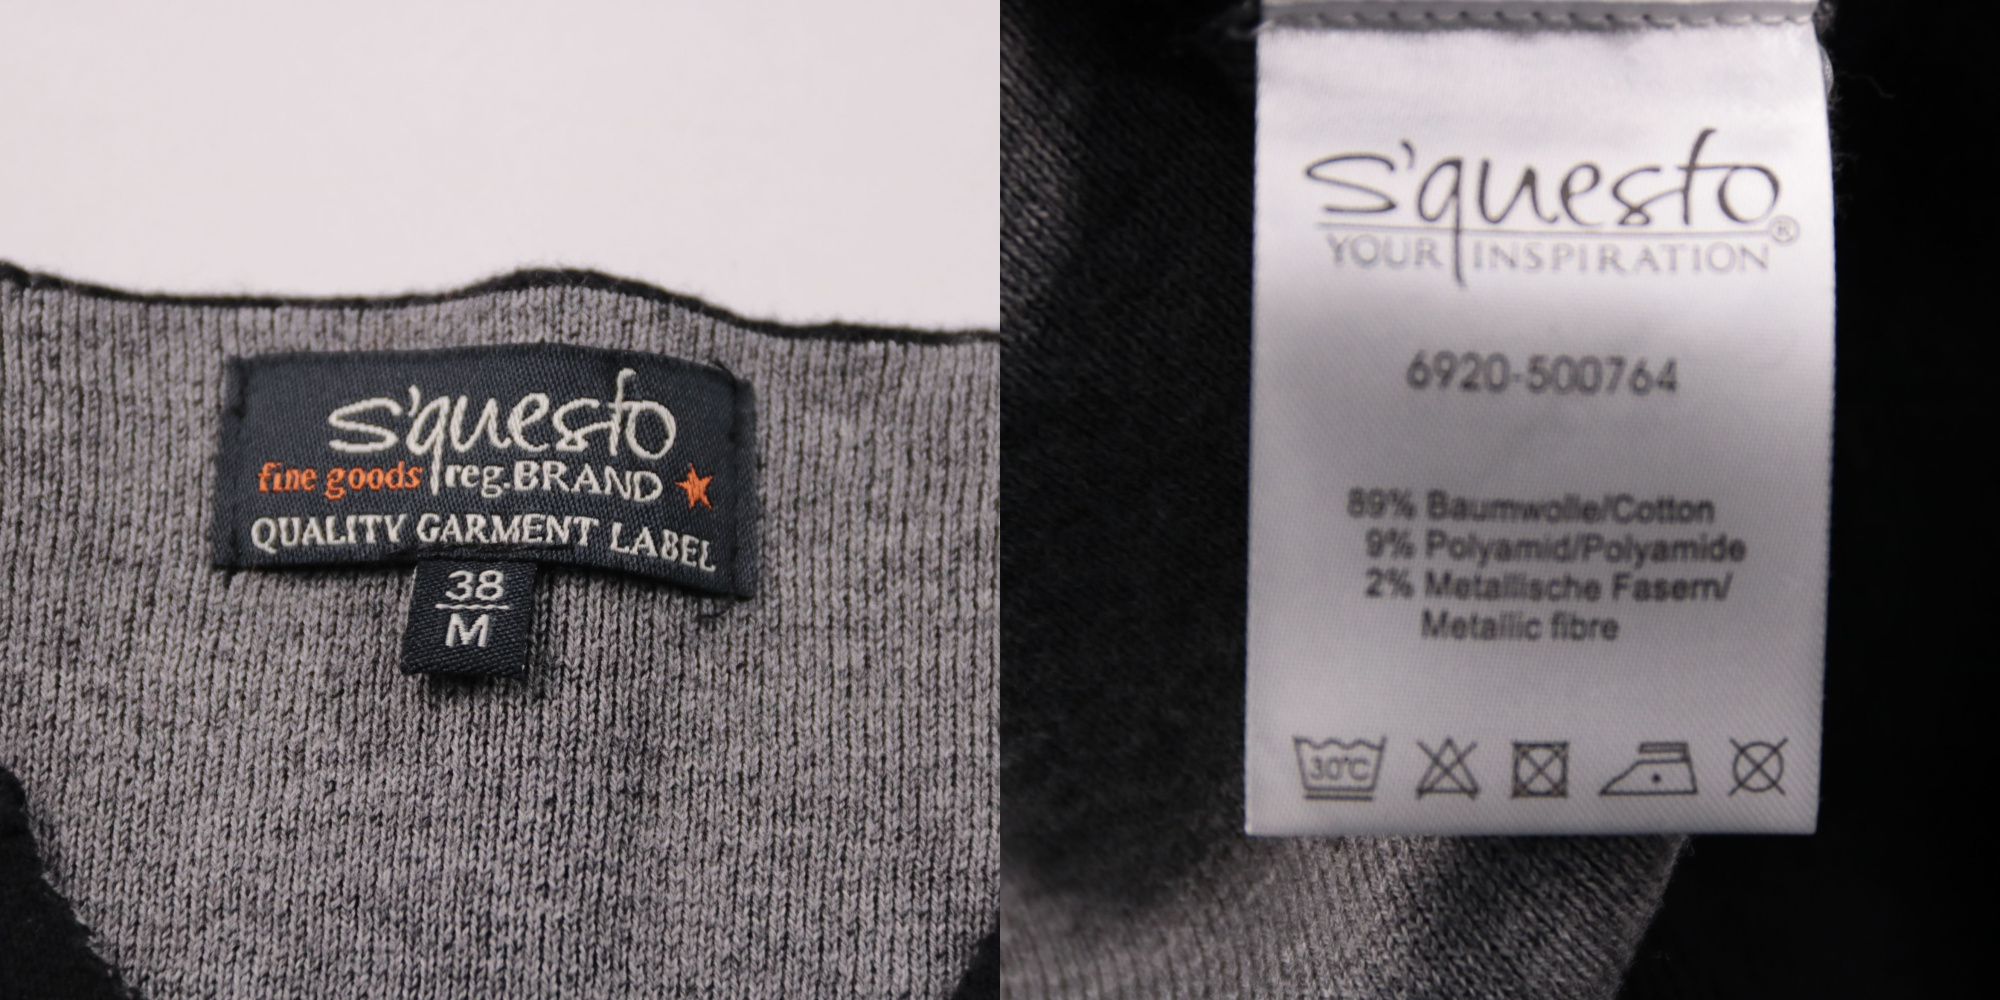 s'questo
fine goods reg.BRAND
QUALITY GARMENT LABEL
38
M
s'questo®
YOUR INSPIRATION
6920-500764
89% Baumwolle/Cotton
9% Polyamid/Polyamide
2% Metallische Fasern/
Metallic fibre
30°C